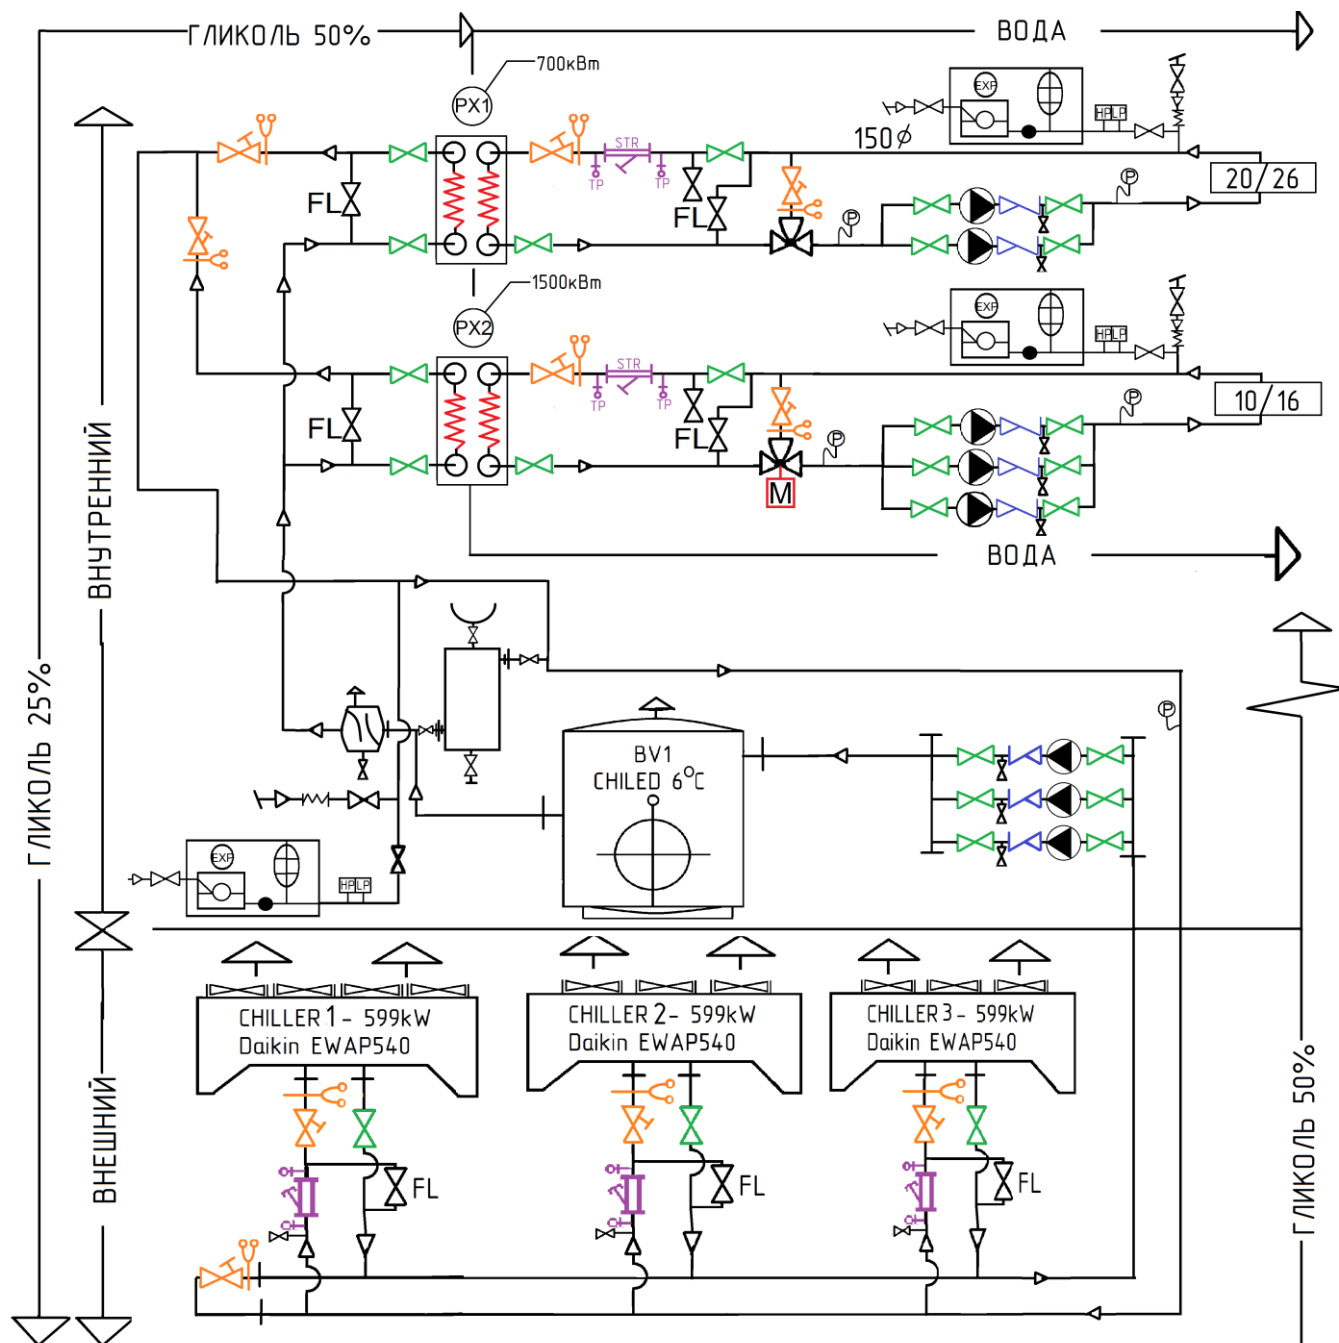 ГЛИКОЛЬ 50%
ВОДА
700кВт
PX1
EXP
HP LP
STR
TP
TP
150ϕ
20/26
FL
FL
P
P
1500кВт
PX2
EXP
HP LP
STR
TP
TP
10/16
FL
FL
P
P
M
ВОДА
ВНУТРЕННИЙ
ГЛИКОЛЬ 25%
P
BV1
CHILED 6°C
EXP
HP LP
CHILLER 1 - 599kW
Daikin EWAP540
CHILLER 2 - 599kW
Daikin EWAP540
CHILLER 3 - 599kW
Daikin EWAP540
FL
FL
FL
ВНЕШНИЙ
ГЛИКОЛЬ 50%